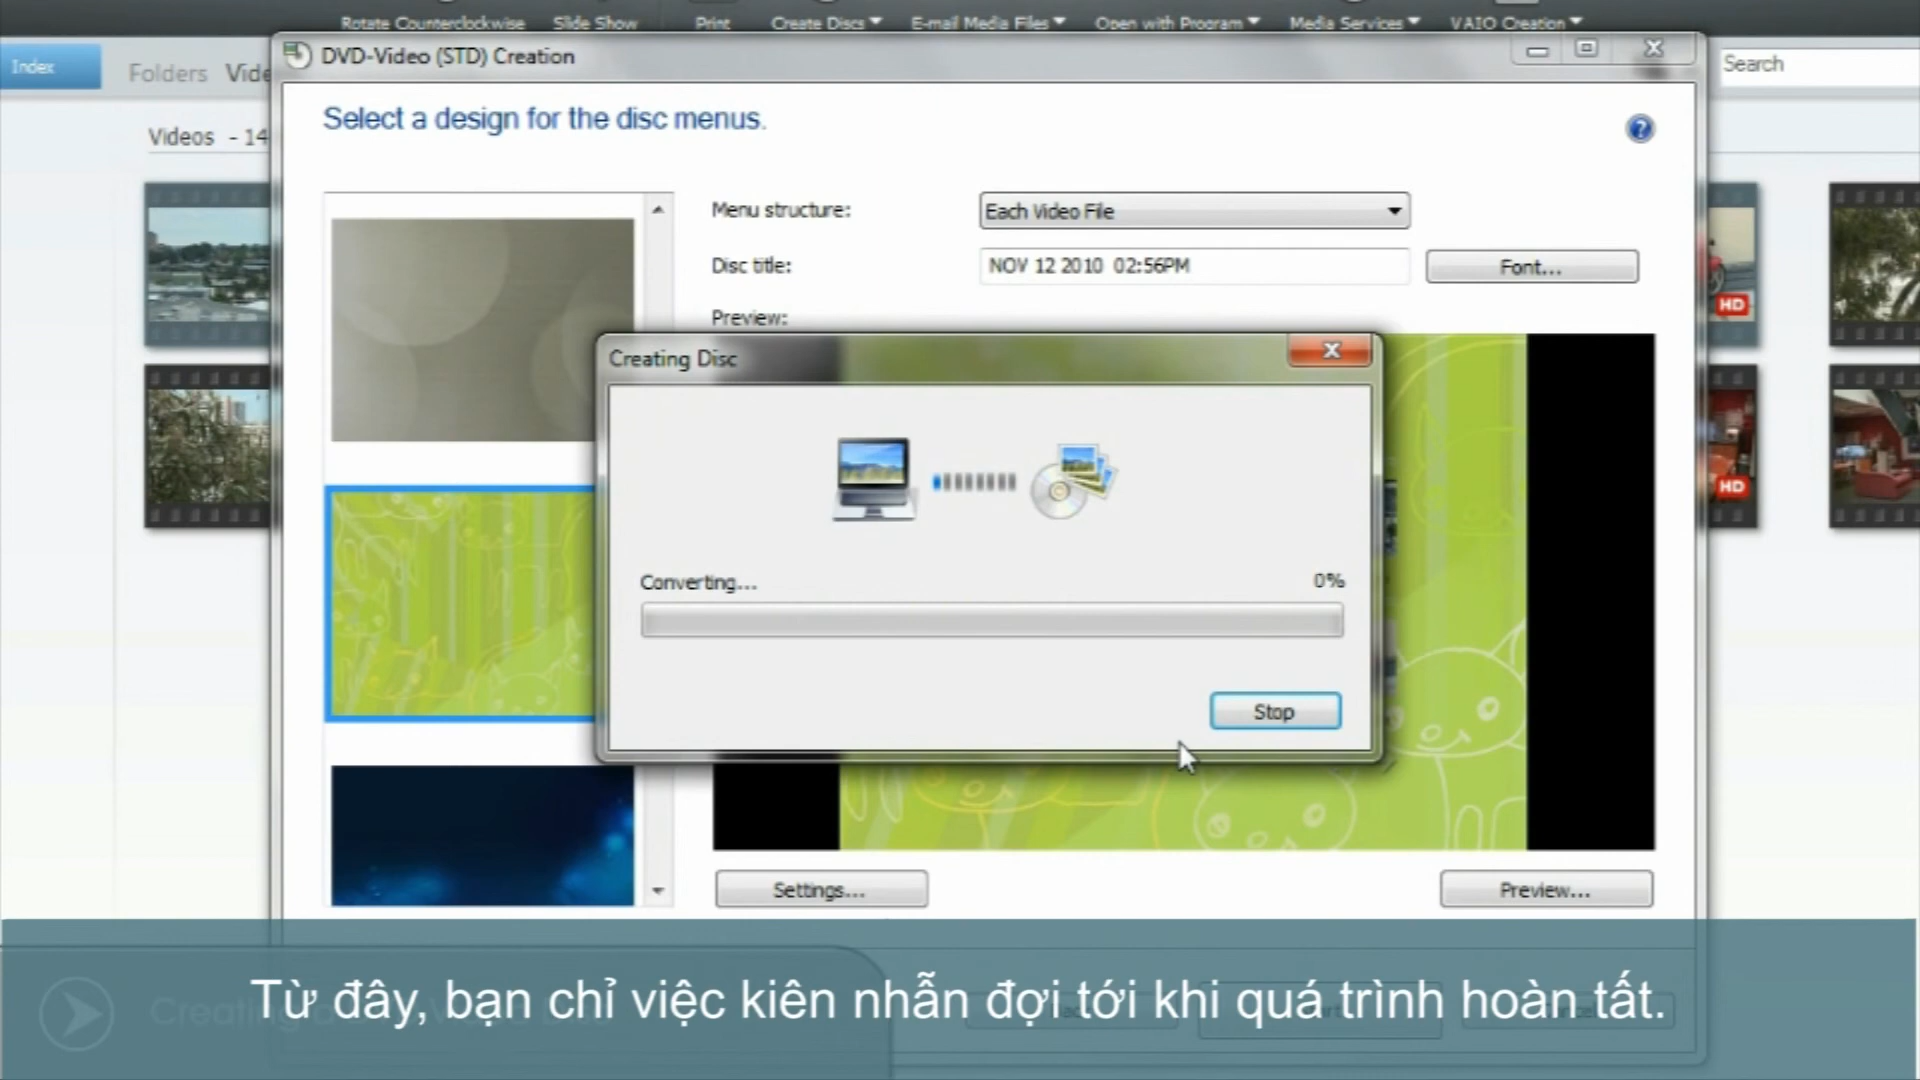 Rotate Counterclockwise Slide Show Print Create Discs E-mail Media Files Open with Program Media Services VAIO Creation
DVD-Video (STD) Creation
Index
Folders
Search
Select a design for the disc menus.
Videos - 14
Menu structure:
Each Video File
Disc title:
NOV 12 2010 02:56PM
Font...
Preview:
HD
Creating Disc
Converting...
0%
HD
Stop
Settings...
Preview...
Từ đây, bạn chỉ việc kiên nhẫn đợi tới khi quá trình hoàn tất.